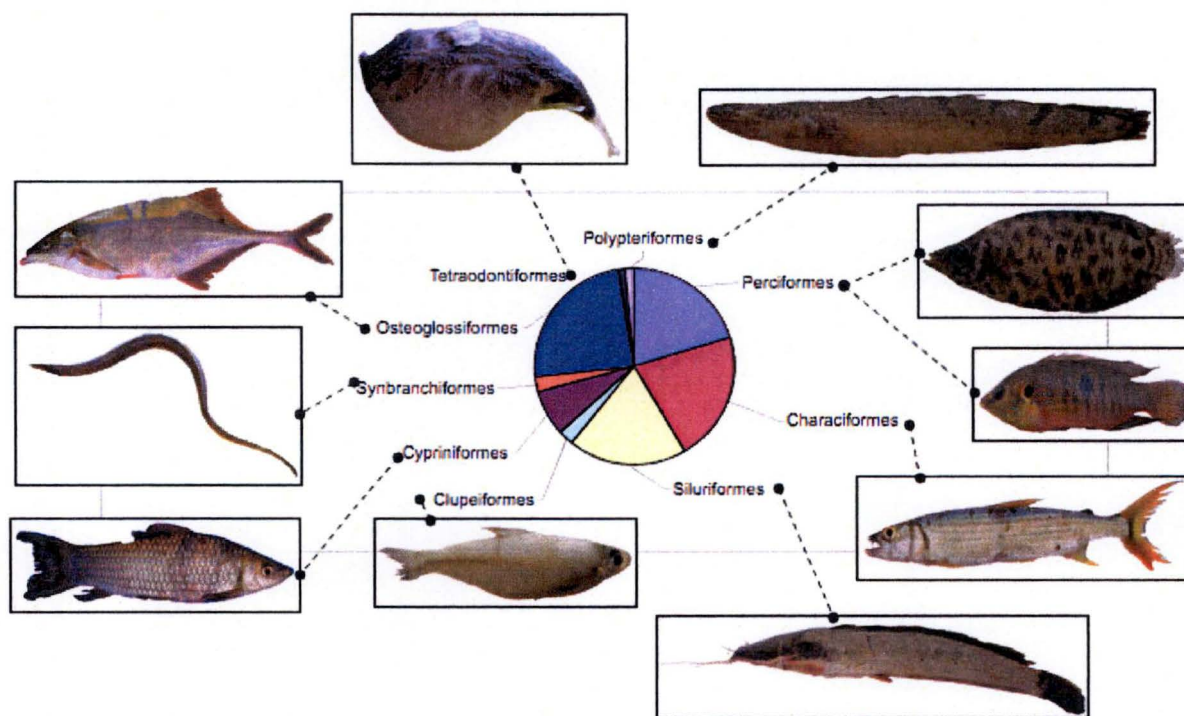 Polypteriformes
Tetraodontiformes
Perciformes
Osteoglossiformes
Synbranchiformes
Characiformes
Cypriniformes
Siluriformes
Clupeiformes